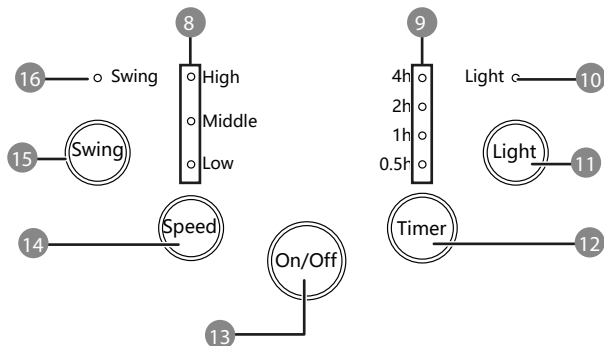 8
9
16
Swing
High
4h
Light
10
2h
Middle
1h
15
Swing
Low
0.5h
Light
11
14
Speed
Timer
12
On/Off
13